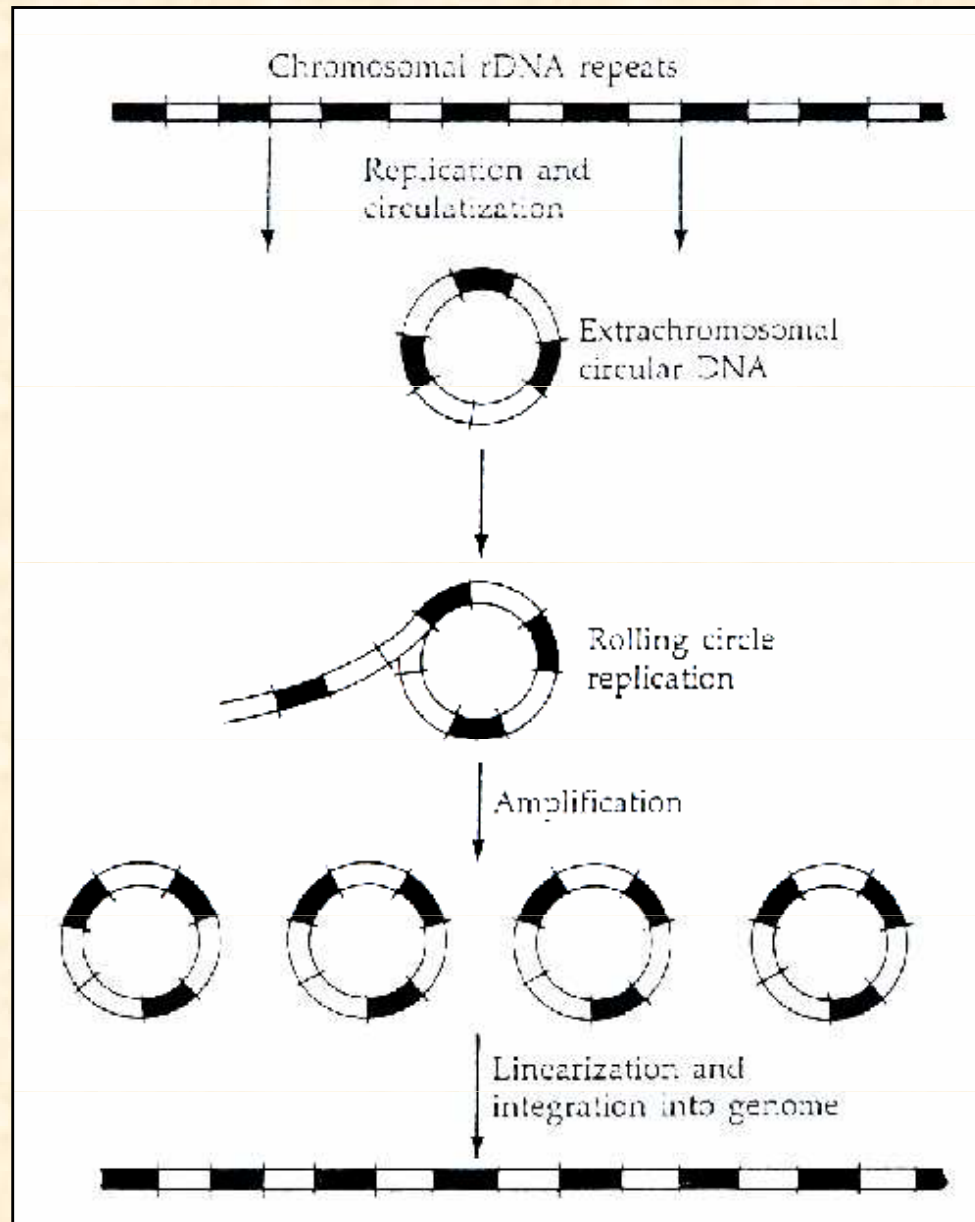 Chromosomal rDNA repeats
Replication and
circulatization
Extrachromosomal
circular DNA
Rolling circle
replication
Amplification
Linearization and
integration into genome